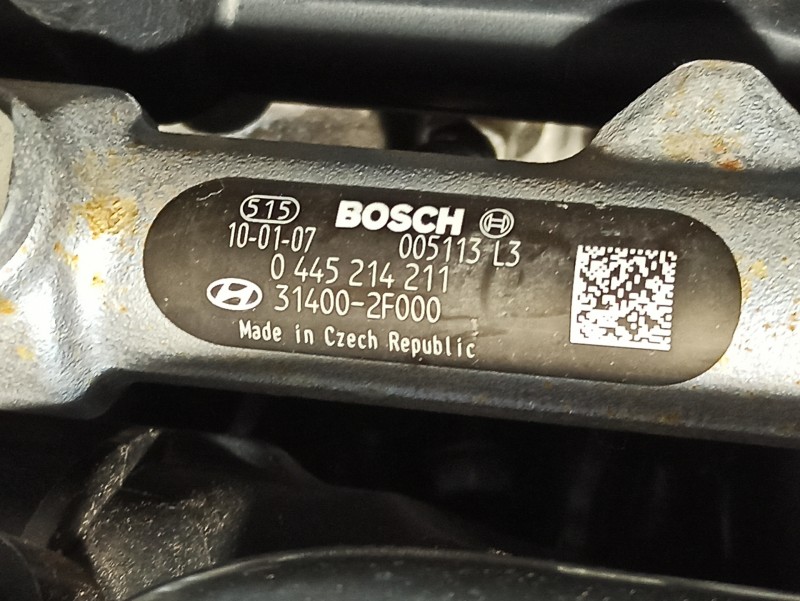 515 BOSCH
10-01-07 005113 L3
0 445 214 211
31400-2F000
Made in Czech Republic